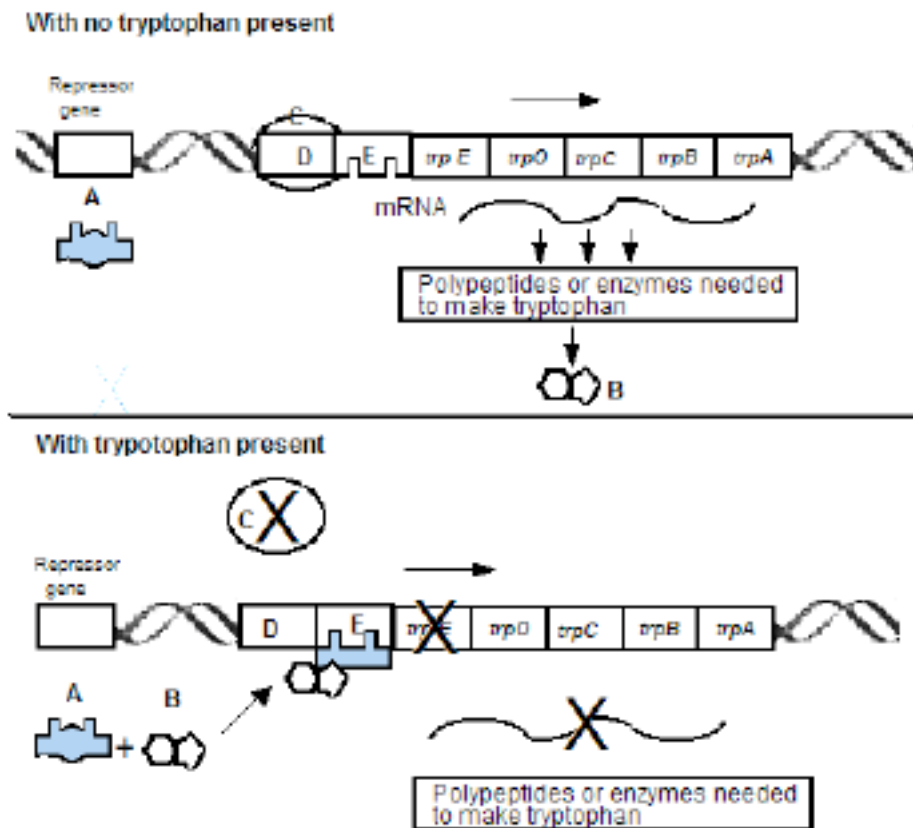 With no tryptophan present
Repressor
gene
C
D E trp E trpD trpC trpB trpA
A
mRNA
Polypeptides or enzymes needed
to make tryptophan
B
With trypotophan present
C X
Repressor
gene
D E trpE trpD trpC trpB trpA
A B
+
X
Polypeptides or enzymes needed
to make tryptophan